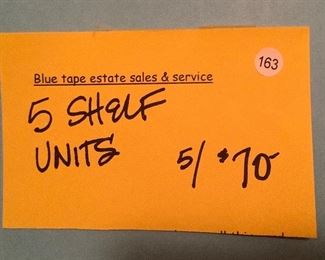 163
Blue tape estate sales & service
5 SHELF
UNITS 5/ $70